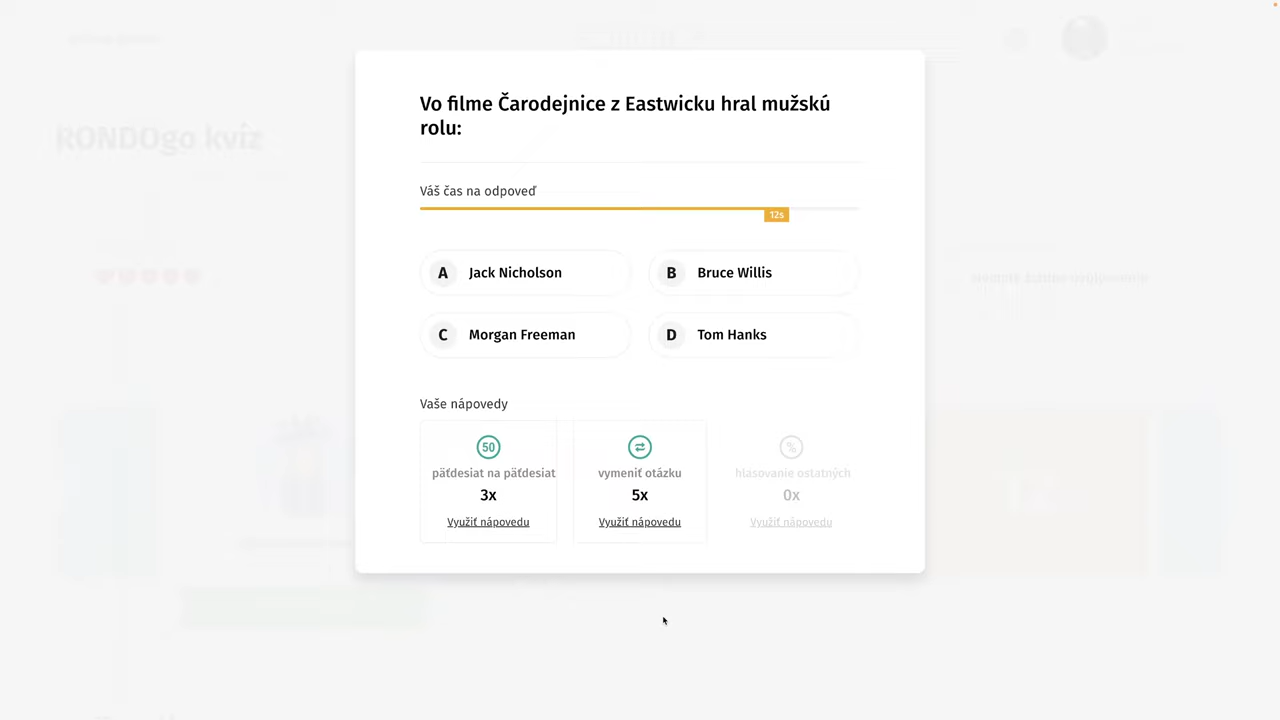 RONDOgo kvíz
Vo filme Čarodejnice z Eastwicku hral mužskú
rolu:
Váš čas na odpoveď
12s
A Jack Nicholson
B Bruce Willis
C Morgan Freeman
D Tom Hanks
Vaše nápovedy
50
päťdesiat na päťdesiat
3x
Využiť nápovedu
vymeniť otázku
5x
Využiť nápovedu
%
hlasovanie ostatných
0x
Využiť nápovedu